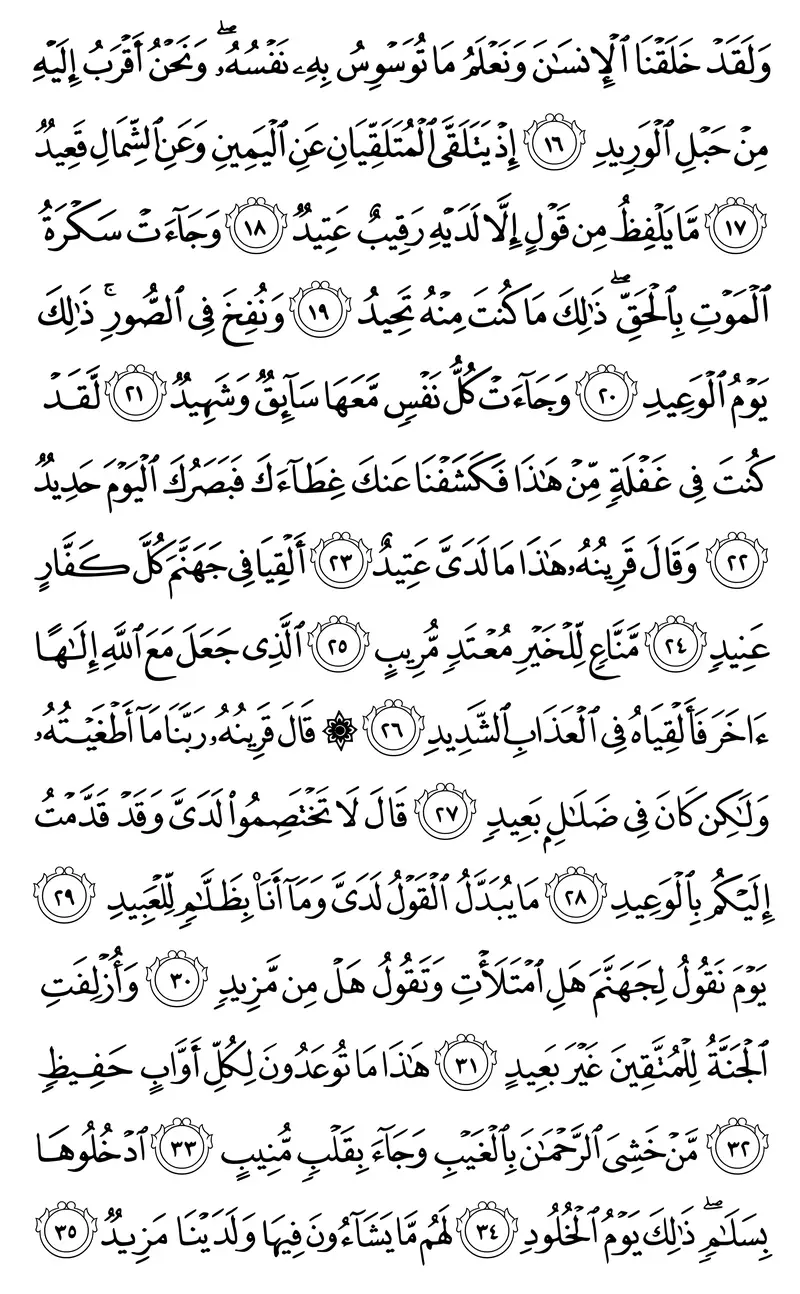 وَلَقَدۡ خَلَقۡنَا ٱلۡإِنسَٰنَ وَنَعۡلَمُ مَا تُوَسۡوِسُ بِهِۦ نَفۡسُهُۥۖ وَنَحۡنُ أَقۡرَبُ إِلَيۡهِ
مِنۡ حَبۡلِ ٱلۡوَرِيدِ ١٦ إِذۡ يَتَلَقَّى ٱلۡمُتَلَقِّيَانِ عَنِ ٱلۡيَمِينِ وَعَنِ ٱلشِّمَالِ قَعِيدٞ
١٧ مَّا يَلۡفِظُ مِن قَوۡلٍ إِلَّا لَدَيۡهِ رَقِيبٌ عَتِيدٞ ١٨ وَجَآءَتۡ سَكۡرَةُ
ٱلۡمَوۡتِ بِٱلۡحَقِّۖ ذَٰلِكَ مَا كُنتَ مِنۡهُ تَحِيدُ ١٩ وَنُفِخَ فِي ٱلصُّورِۚ ذَٰلِكَ
يَوۡمُ ٱلۡوَعِيدِ ٢٠ وَجَآءَتۡ كُلُّ نَفۡسٖ مَّعَهَا سَآئِقٞ وَشَهِيدٞ ٢١ لَّقَدۡ
كُنتَ فِي غَفۡلَةٖ مِّنۡ هَٰذَا فَكَشَفۡنَا عَنكَ غِطَآءَكَ فَبَصَرُكَ ٱلۡيَوۡمَ حَدِيدٞ
٢٢ وَقَالَ قَرِينُهُۥ هَٰذَا مَا لَدَيَّ عَتِيدٌ ٢٣ أَلۡقِيَا فِي جَهَنَّمَ كُلَّ كَفَّارٍ
عَنِيدٖ ٢٤ مَّنَّاعٖ لِّلۡخَيۡرِ مُعۡتَدٖ مُّرِيبٍ ٢٥ ٱلَّذِي جَعَلَ مَعَ ٱللَّهِ إِلَٰهًا
ءَاخَرَ فَأَلۡقِيَاهُ فِي ٱلۡعَذَابِ ٱلشَّدِيدِ ٢٦ ۞ قَالَ قَرِينُهُۥ رَبَّنَا مَآ أَطۡغَيۡتُهُۥ
وَلَٰكِن كَانَ فِي ضَلَٰلِۭ بَعِيدٖ ٢٧ قَالَ لَا تَخۡتَصِمُواْ لَدَيَّ وَقَدۡ قَدَّمۡتُ
إِلَيۡكُم بِٱلۡوَعِيدِ ٢٨ مَا يُبَدَّلُ ٱلۡقَوۡلُ لَدَيَّ وَمَآ أَنَا۠ بِظَلَّٰمٖ لِّلۡعَبِيدِ ٢٩
يَوۡمَ نَقُولُ لِجَهَنَّمَ هَلِ ٱمۡتَلَأۡتِ وَتَقُولُ هَلۡ مِن مَّزِيدٖ ٣٠ وَأُزۡلِفَتِ
ٱلۡجَنَّةُ لِلۡمُتَّقِينَ غَيۡرَ بَعِيدٍ ٣١ هَٰذَا مَا تُوعَدُونَ لِكُلِّ أَوَّابٍ حَفِيظٖ
٣٢ مَّنۡ خَشِيَ ٱلرَّحۡمَٰنَ بِٱلۡغَيۡبِ وَجَآءَ بِقَلۡبٖ مُّنِيبٍ ٣٣ ٱدۡخُلُوهَا
بِسَلَٰمٖۖ ذَٰلِكَ يَوۡمُ ٱلۡخُلُودِ ٣٤ لَهُم مَّا يَشَآءُونَ فِيهَا وَلَدَيۡنَا مَزِيدٞ ٣٥